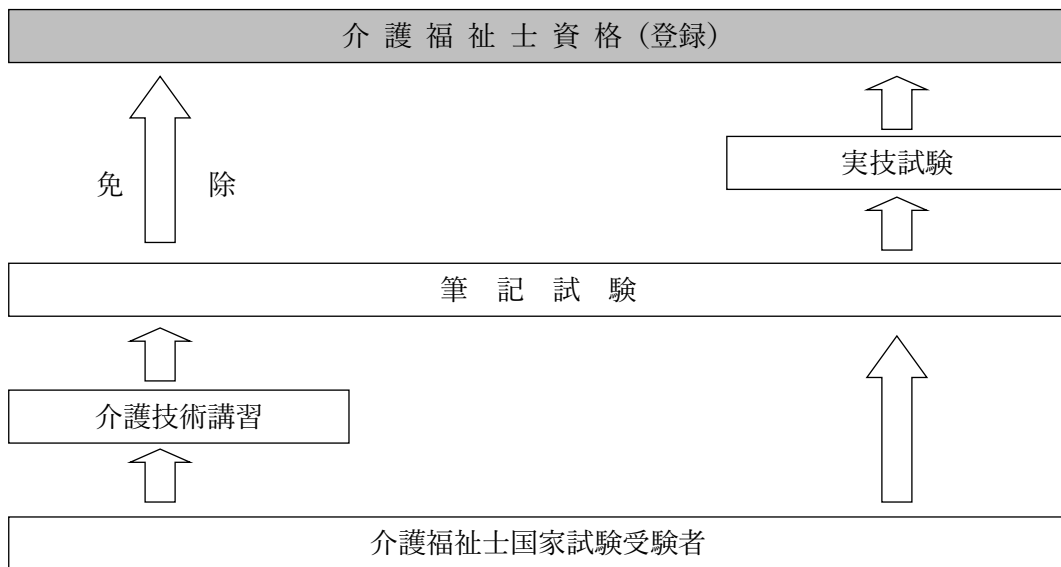 介護福祉士資格(登録)
実技試験
免除
筆記試験
介護技術講習
介護福祉士国家試験受験者